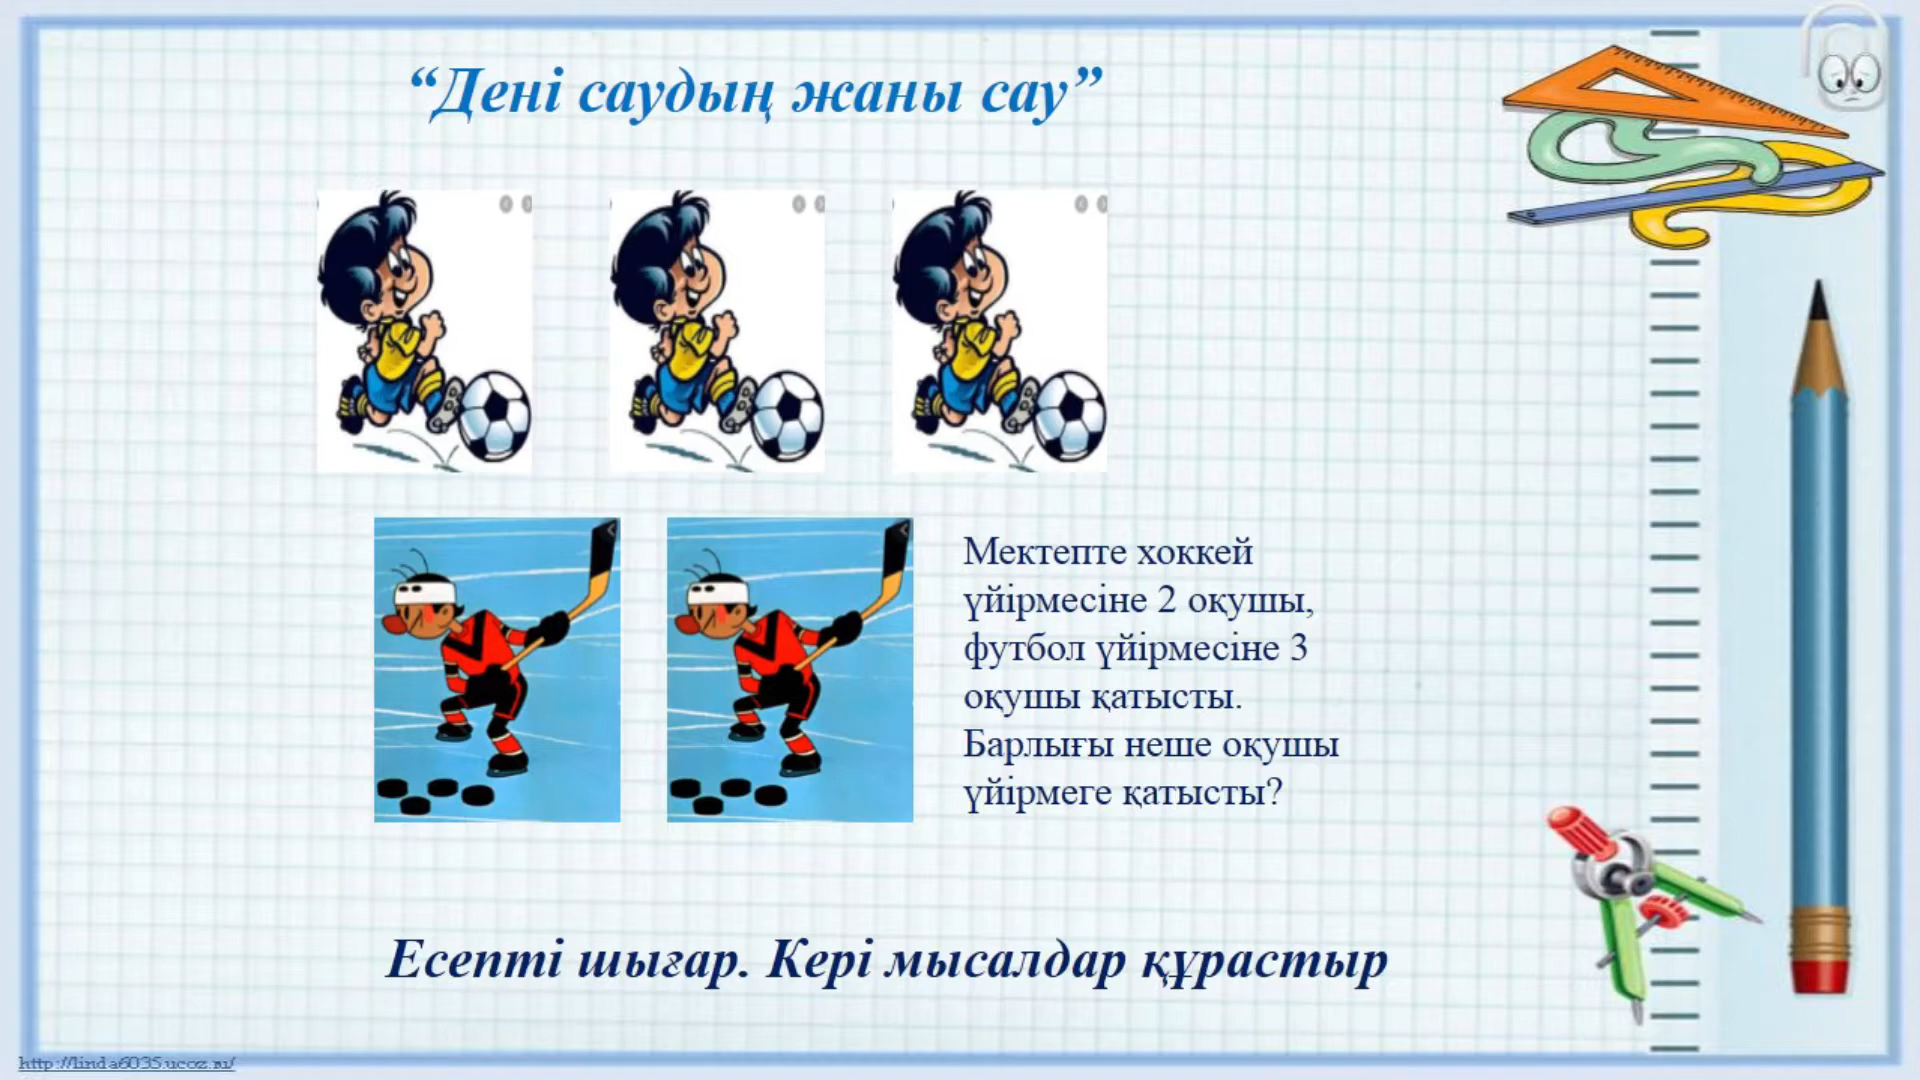 “Дені саудың жаны сау”
Мектепте хоккей
үйірмесіне 2 оқушы,
футбол үйірмесіне 3
оқушы қатысты.
Барлығы неше оқушы
үйірмеге қатысты?
Есепті шығар. Кері мысалдар құрастыр
http://linda6035.ucoz.ru/